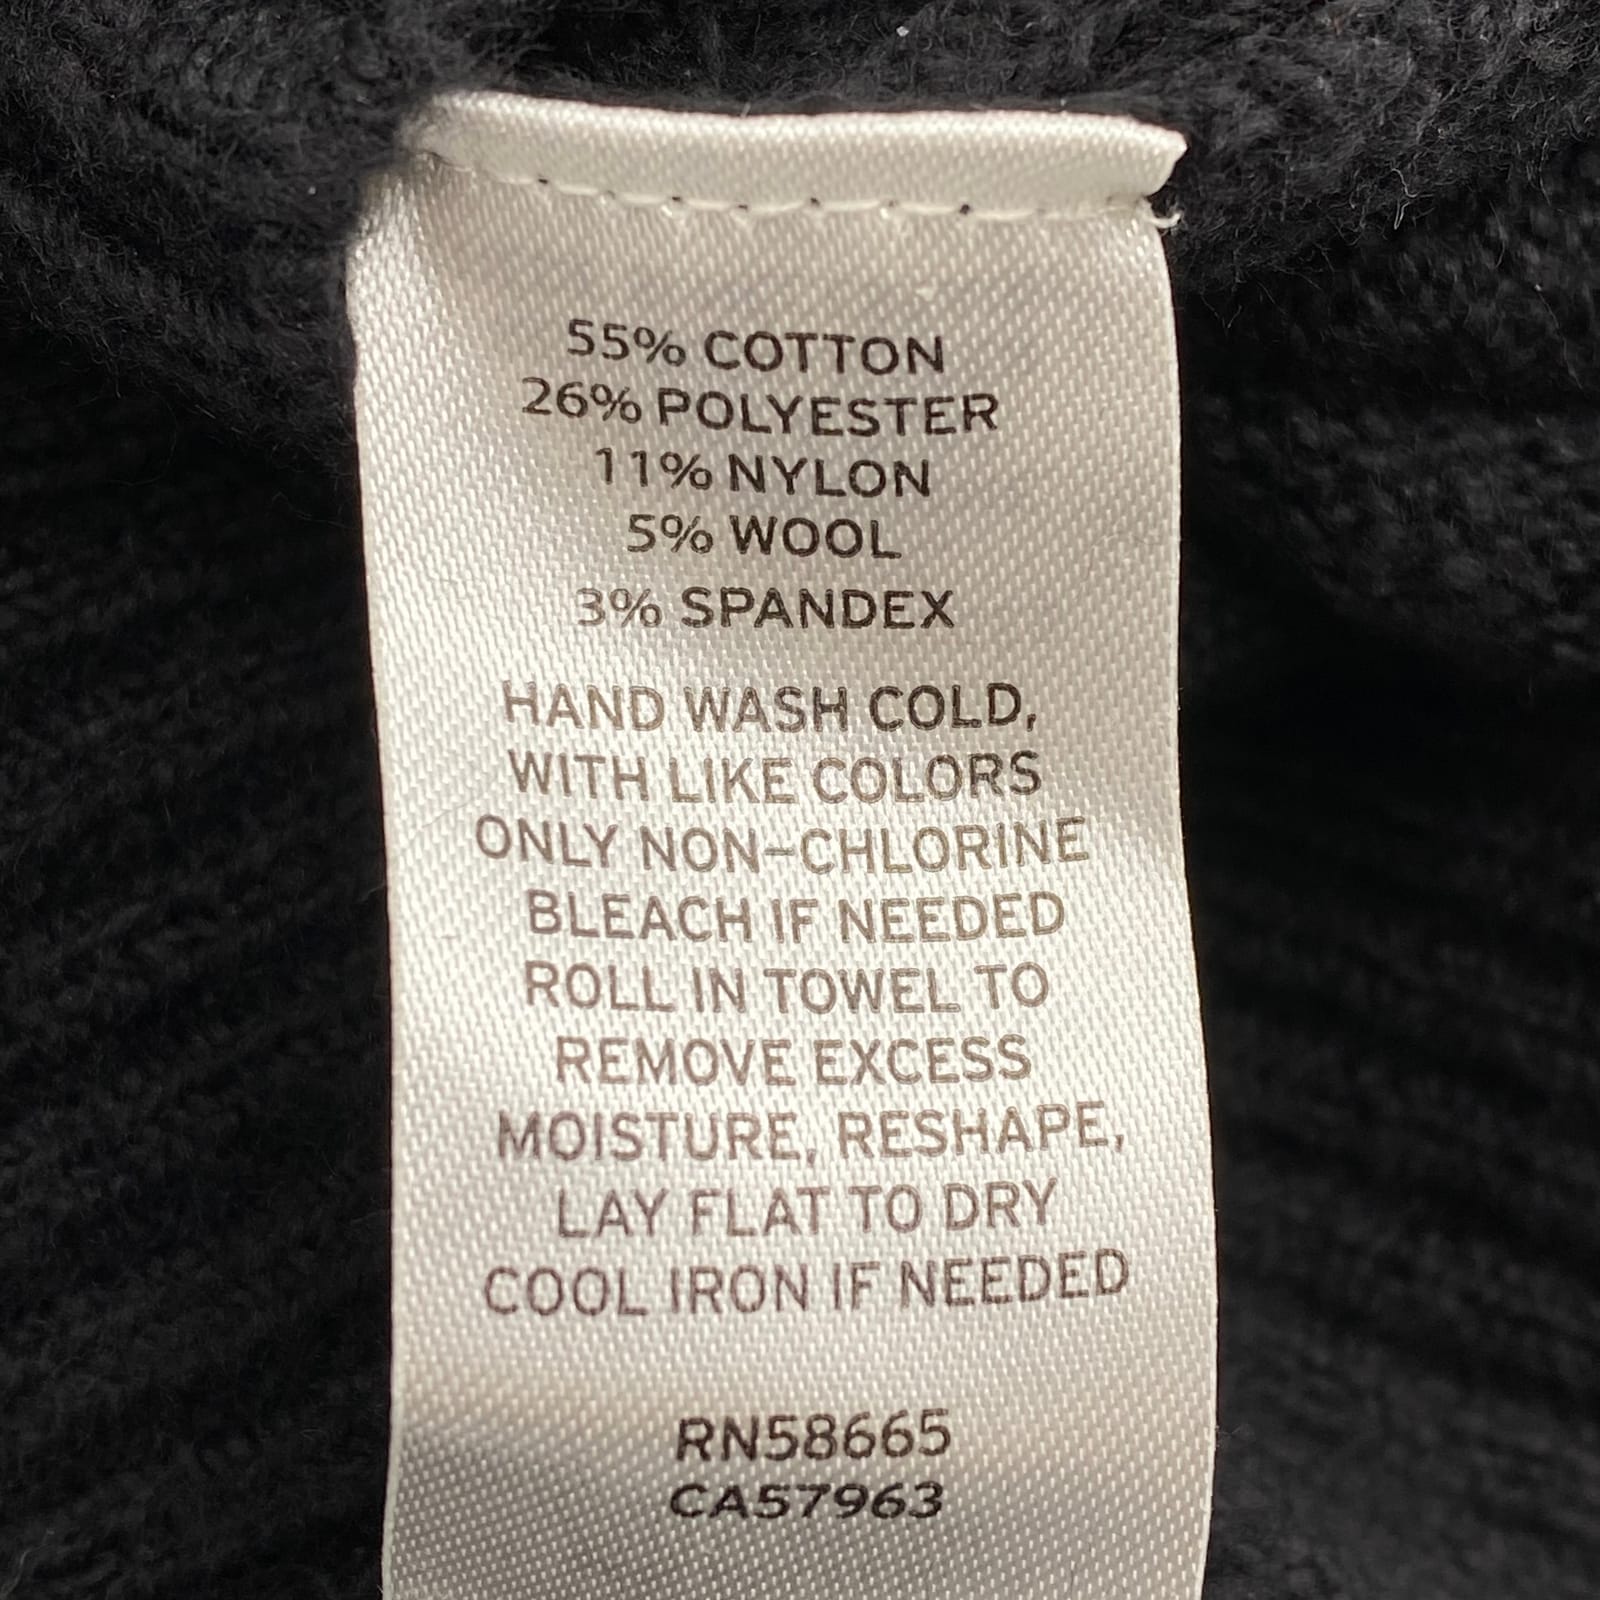 55% COTTON
26% POLYESTER
11% NYLON
5% WOOL
3% SPANDEX
HAND WASH COLD,
WITH LIKE COLORS
ONLY NON-CHLORINE
BLEACH IF NEEDED
ROLL IN TOWEL TO
REMOVE EXCESS
MOISTURE, RESHAPE,
LAY FLAT TO DRY
COOL IRON IF NEEDED
RN58665
CA57963